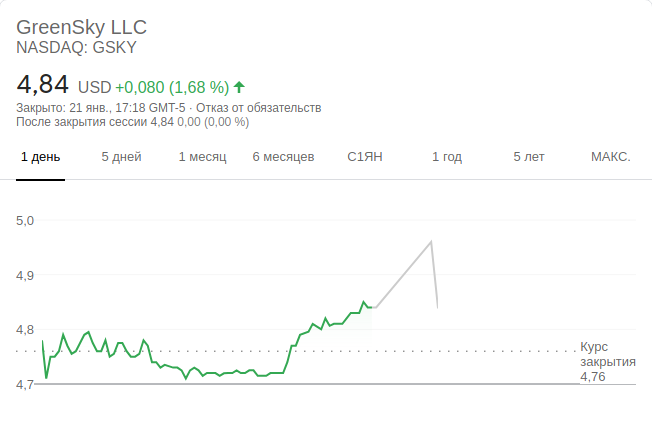 GreenSky LLC
NASDAQ: GSKY
4,84 USD +0,080 (1,68 %)
Закрыто: 21 янв., 17:18 GMT-5 · Отказ от обязательств
После закрытия сессии 4,84 0,00 (0,00 %)
1 день 5 дней 1 месяц 6 месяцев С1ЯН 1 год 5 лет МАКС.
5,0
4,9
4,8
Курс
закрытия
4,76
4,7